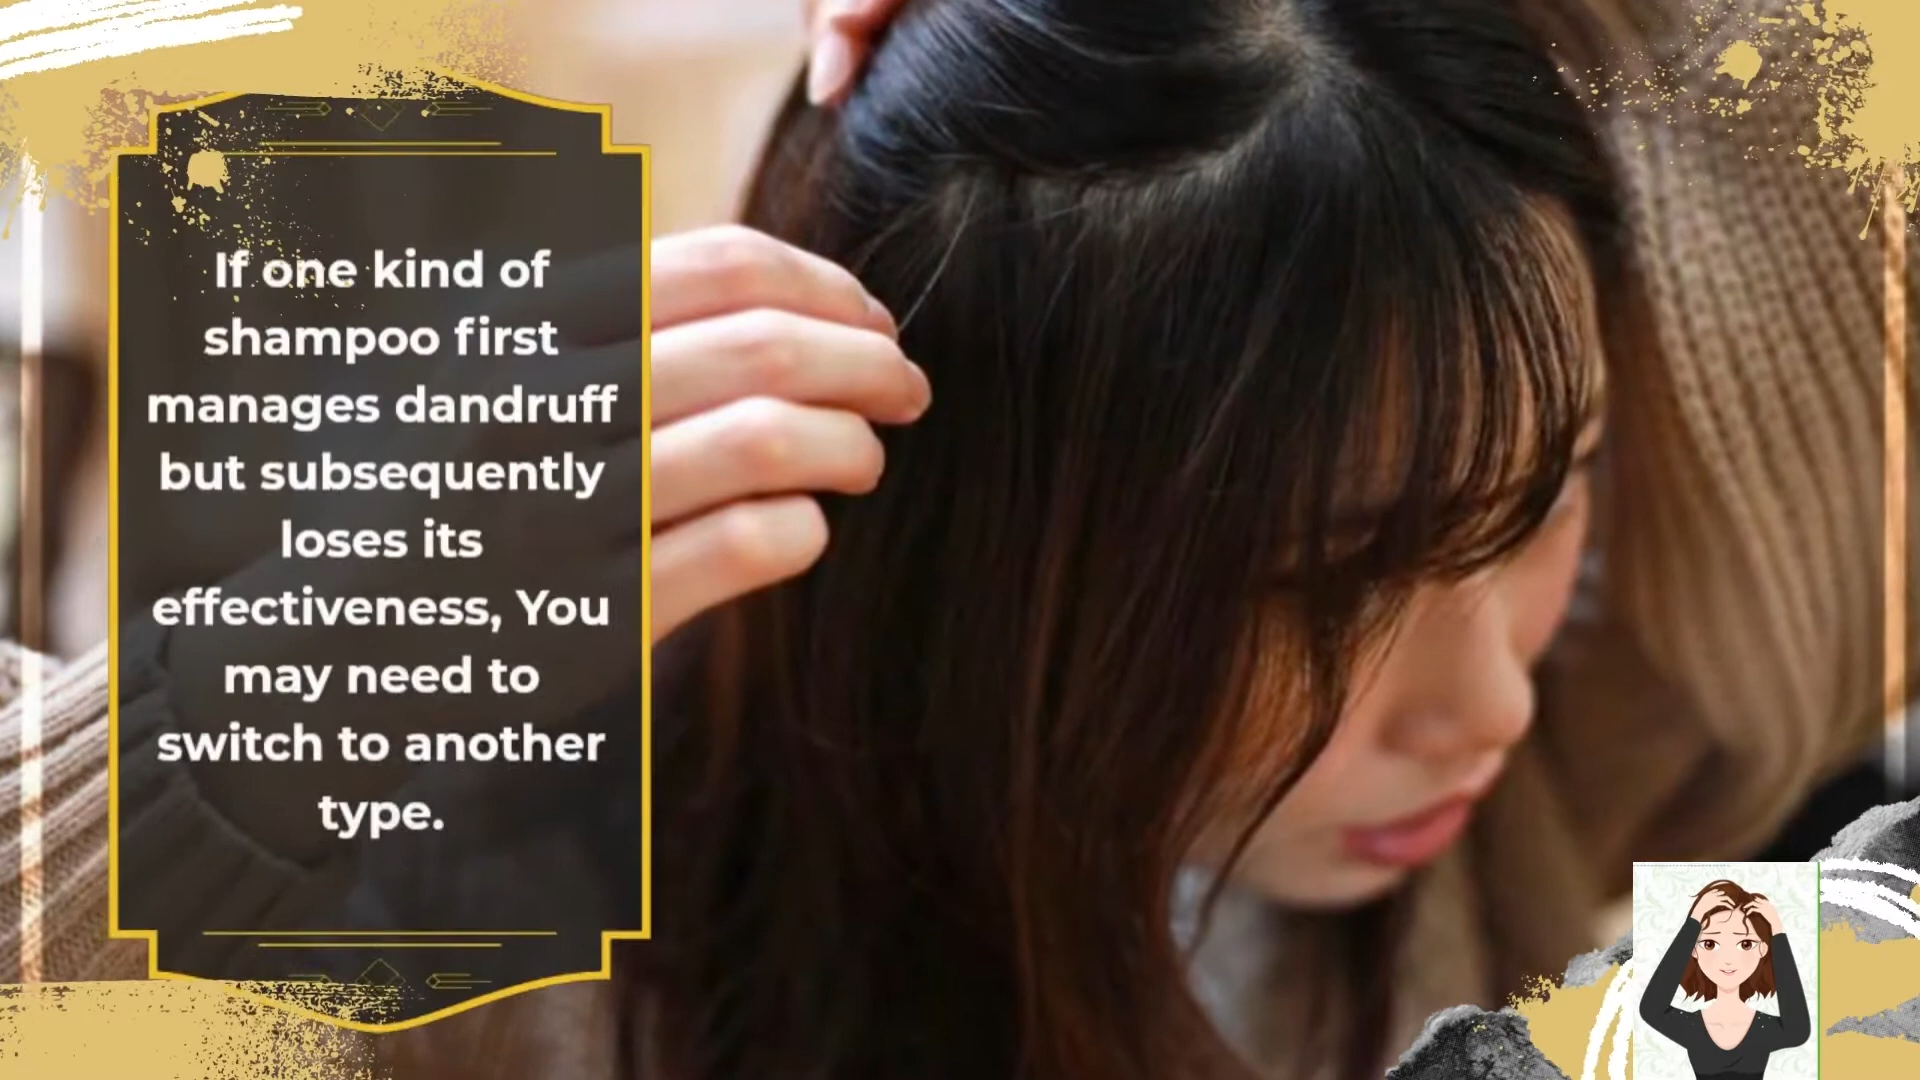 If one kind of
shampoo first
manages dandruff
but subsequently
loses its
effectiveness, You
may need to
switch to another
type.